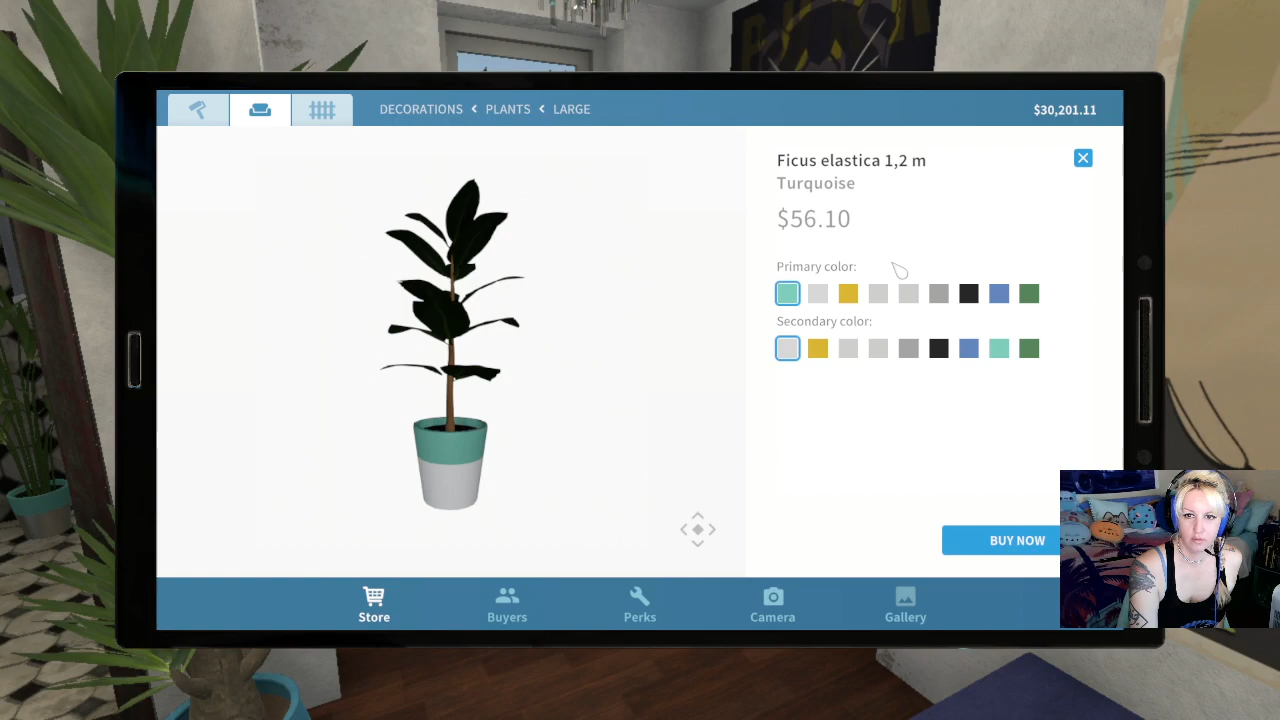 DECORATIONS < PLANTS < LARGE
$30,201.11
Ficus elastica 1,2 m
Turquoise
$56.10
Primary color:
Secondary color:
BUY NOW
Store
Buyers
Perks
Camera
Gallery